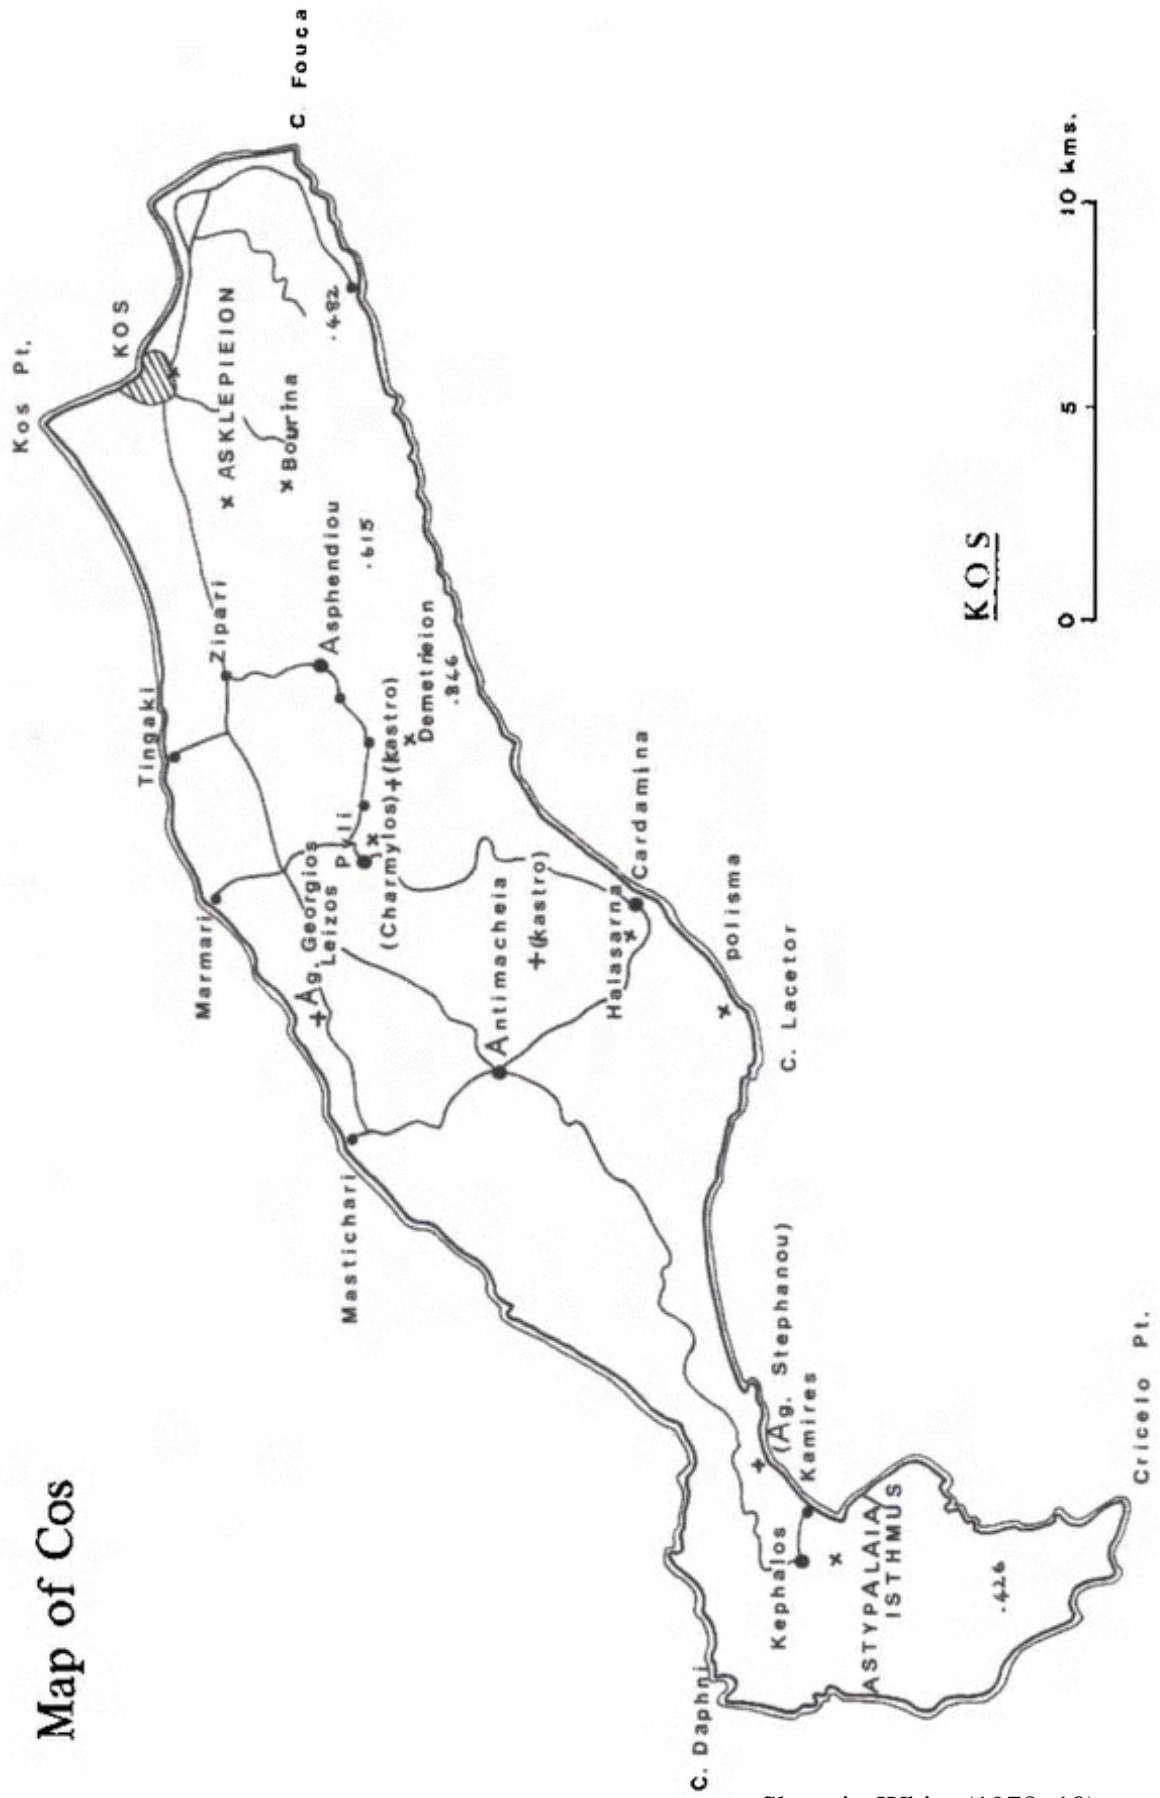 Map of Cos
Kos Pt.
KOS
C. Fouca
× ASKLEPIEION
× Bourina
.482
Asphendiou
.615
Zipari
Tingaki
Demetrieion
.846
Pyli
(Charmylos)+(kastro)
Marmari
Ag. Georgios
Leizos
Antimacheia
+(kastro)
Cardamina
Halasarna
polisma
C. Lacetor
Mastichari
(Ag. Stephanou)
Kamires
Kephalos
ASTYPALAIA
ISTHMUS
.426
C. Daphni
Cricelo Pt.
KOS
0 5 10 kms.